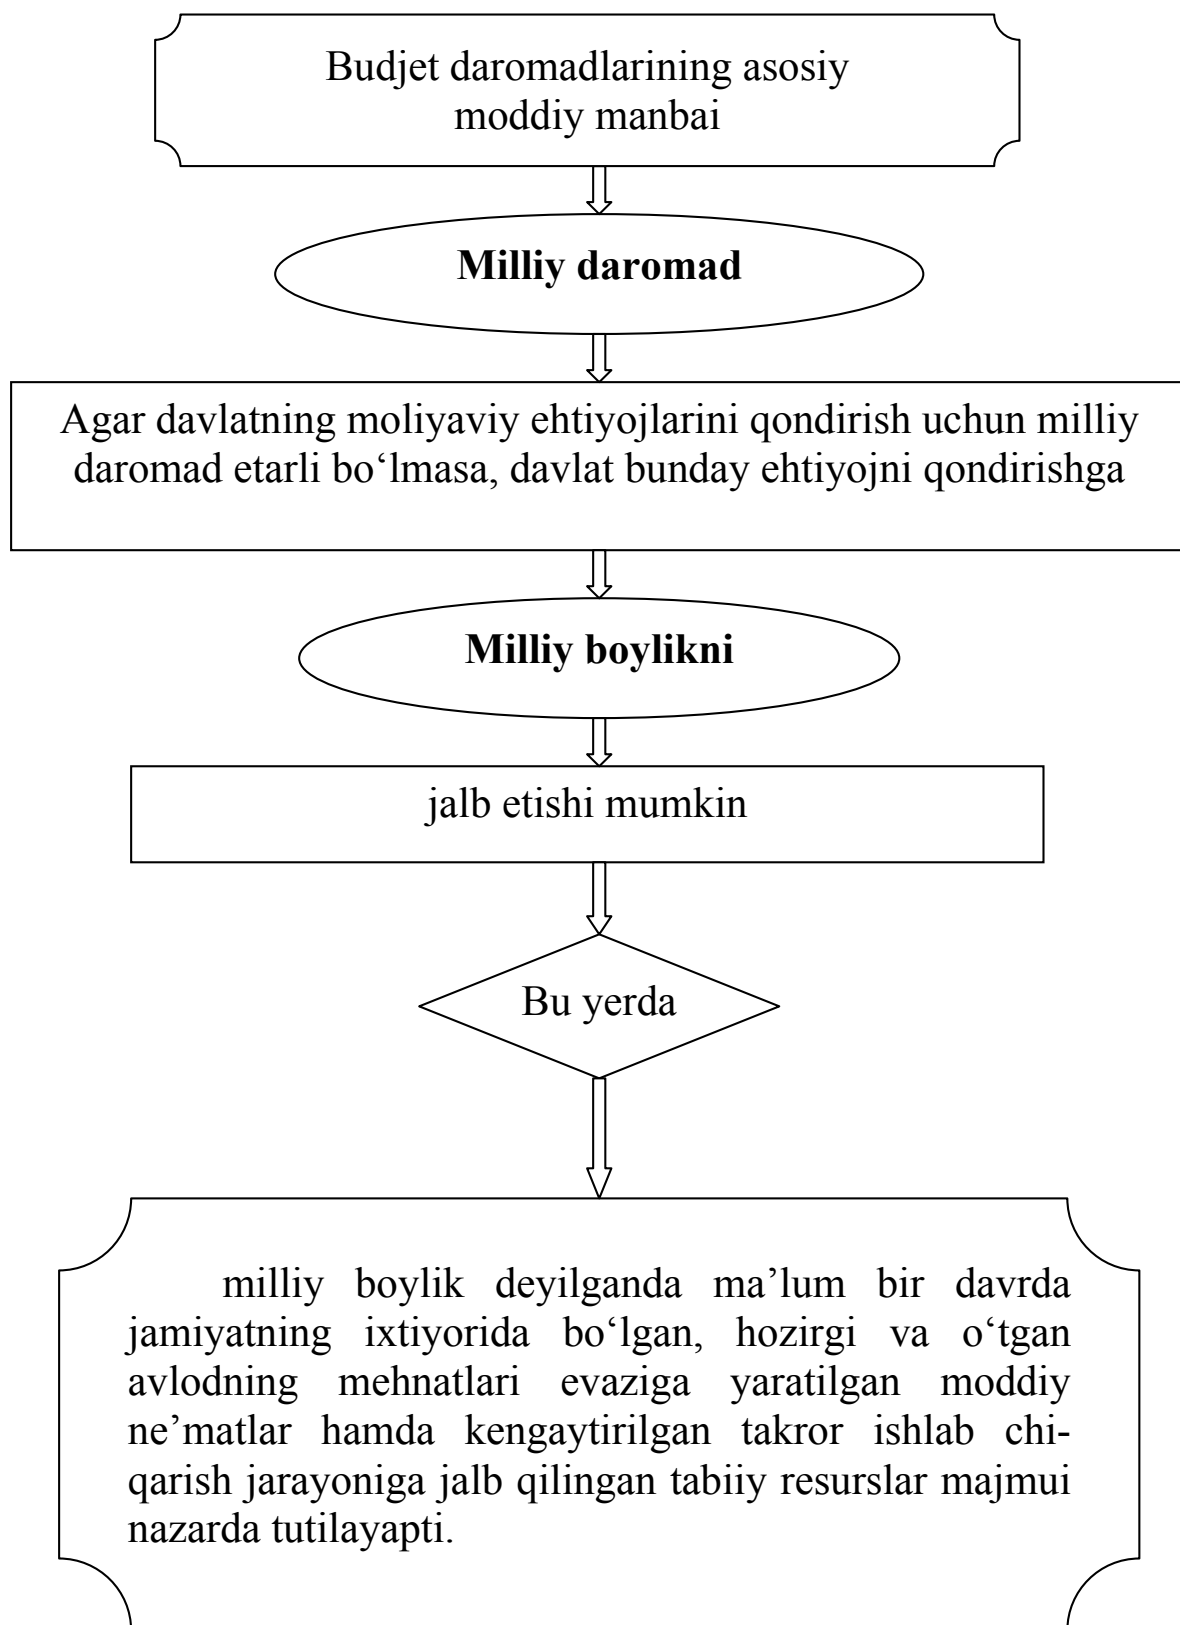 Budjet daromadlarining asosiy
moddiy manbai
Milliy daromad
Agar davlatning moliyaviy ehtiyojlarini qondirish uchun milliy
daromad etarli bo‘lmasa, davlat bunday ehtiyojni qondirishga
Milliy boylikni
jalb etishi mumkin
Bu yerda
milliy boylik deyilganda ma’lum bir davrda
jamiyatning ixtiyorida bo‘lgan, hozirgi va o‘tgan
avlodning mehnatlari evaziga yaratilgan moddiy
ne’matlar hamda kengaytirilgan takror ishlab chi-
qarish jarayoniga jalb qilingan tabiiy resurslar majmui
nazarda tutilayapti.